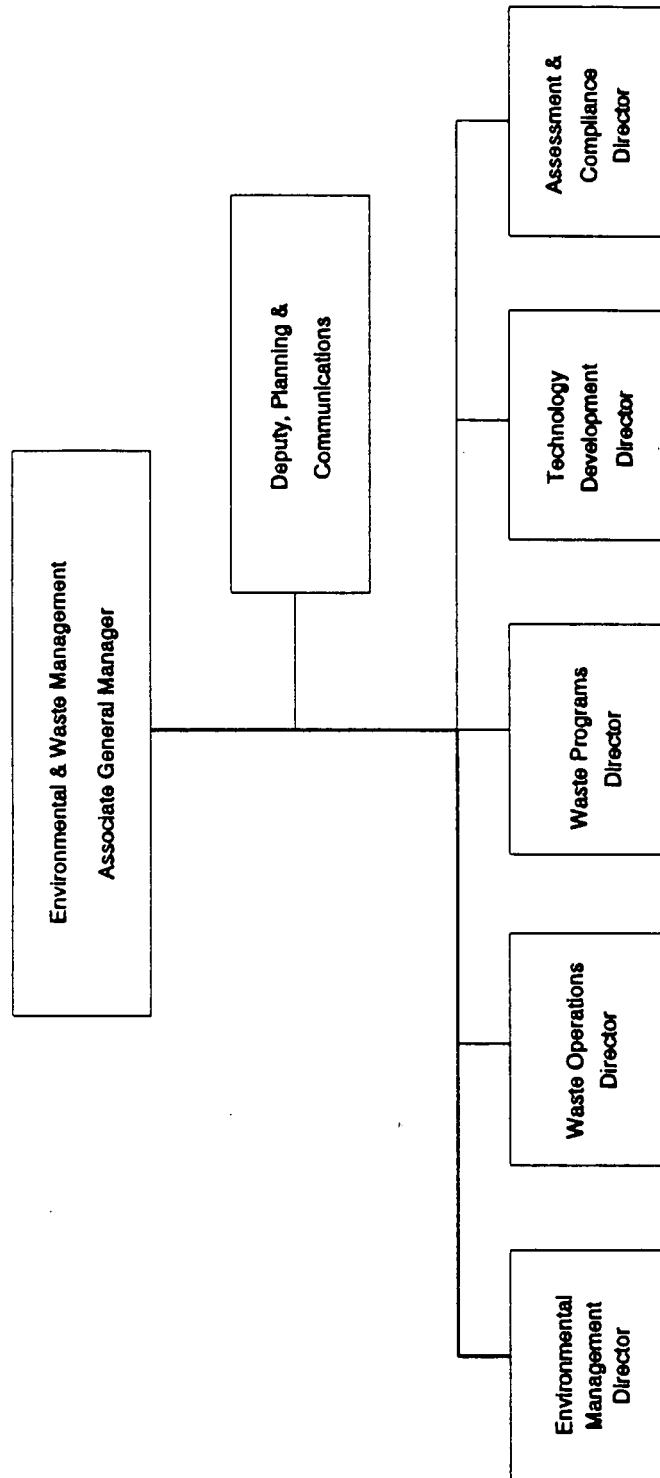 Environmental & Waste Management
Associate General Manager
Deputy, Planning &
Communications
Environmental
Management
Director
Waste Operations
Director
Waste Programs
Director
Technology
Development
Director
Assessment &
Compliance
Director